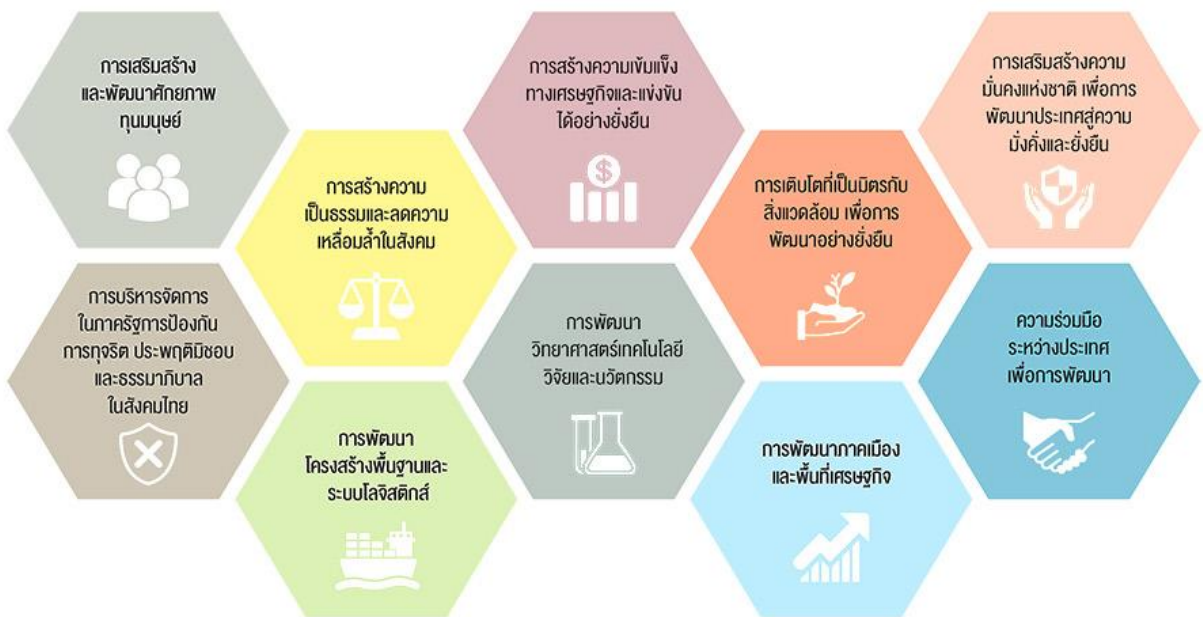 การเสริมสร้าง
และพัฒนาศักยภาพ
ทุนมนุษย์
การสร้างความ
เป็นธรรมและลดความ
เหลื่อมล้ำในสังคม
การสร้างความเข้มแข็ง
ทางเศรษฐกิจและแข่งขัน
ได้อย่างยั่งยืน
$
การเติบโตที่เป็นมิตรกับ
สิ่งแวดล้อม เพื่อการ
พัฒนาอย่างยั่งยืน
การเสริมสร้างความ
มั่นคงแห่งชาติ เพื่อการ
พัฒนาประเทศสู่ความ
มั่งคั่งและยั่งยืน
การบริหารจัดการ
ในภาครัฐการป้องกัน
การทุจริต ประพฤติมิชอบ
และธรรมาภิบาล
ในสังคมไทย
การพัฒนา
โครงสร้างพื้นฐานและ
ระบบโลจิสติกส์
การพัฒนา
วิทยาศาสตร์เทคโนโลยี
วิจัยและนวัตกรรม
การพัฒนาภาคเมือง
และพื้นที่เศรษฐกิจ
ความร่วมมือ
ระหว่างประเทศ
เพื่อการพัฒนา